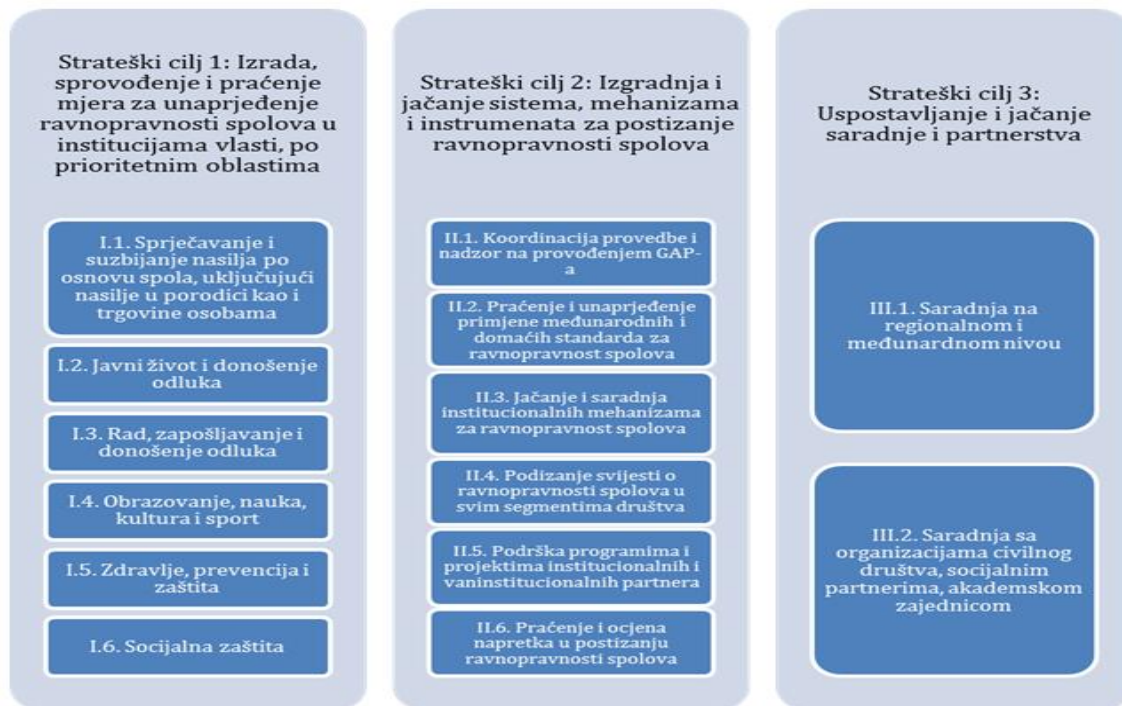 Strateški cilj 1: Izrada,
sprovođenje i praćenje
mjera za unaprjeđenje
ravnopravnosti spolova u
institucijama vlasti, po
prioritetnim oblastima
I.1. Sprječavanje i
suzbijanje nasilja po
osnovu spola, uključujući
nasilje u porodici kao i
trgovine osobama
I.2. Javni život i donošenje
odluka
I.3. Rad, zapošljavanje i
donošenje odluka
I.4. Obrazovanje, nauka,
kultura i sport
I.5. Zdravlje, prevencija i
zaštita
I.6. Socijalna zaštita
Strateški cilj 2: Izgradnja i
jačanje sistema, mehanizama
i instrumenata za postizanje
ravnopravnosti spolova
II.1. Koordinacija provedbe i
nadzor na provođenjem GAP-
a
II.2. Praćenje i unaprjeđenje
primjene međunarodnih i
domaćih standarda za
ravnopravnost spolova
II.3. Jačanje i saradnja
institucionalnih mehanizama
za ravnopravnost spolova
II.4. Podizanje svijesti o
ravnopravnosti spolova u
svim segmentima društva
II.5. Podrška programima i
projektima institucionalnih i
vaninstitucionalnih partnera
II.6. Praćenje i ocjena
napretka u postizanju
ravnopravnosti spolova
Strateški cilj 3:
Uspostavljanje i jačanje
saradnje i partnerstva
III.1. Saradnja na
regionalnom i
međunardnom nivou
III.2. Saradnja sa
organizacijama civilnog
društva, socijalnim
partnerima, akademskom
zajednicom